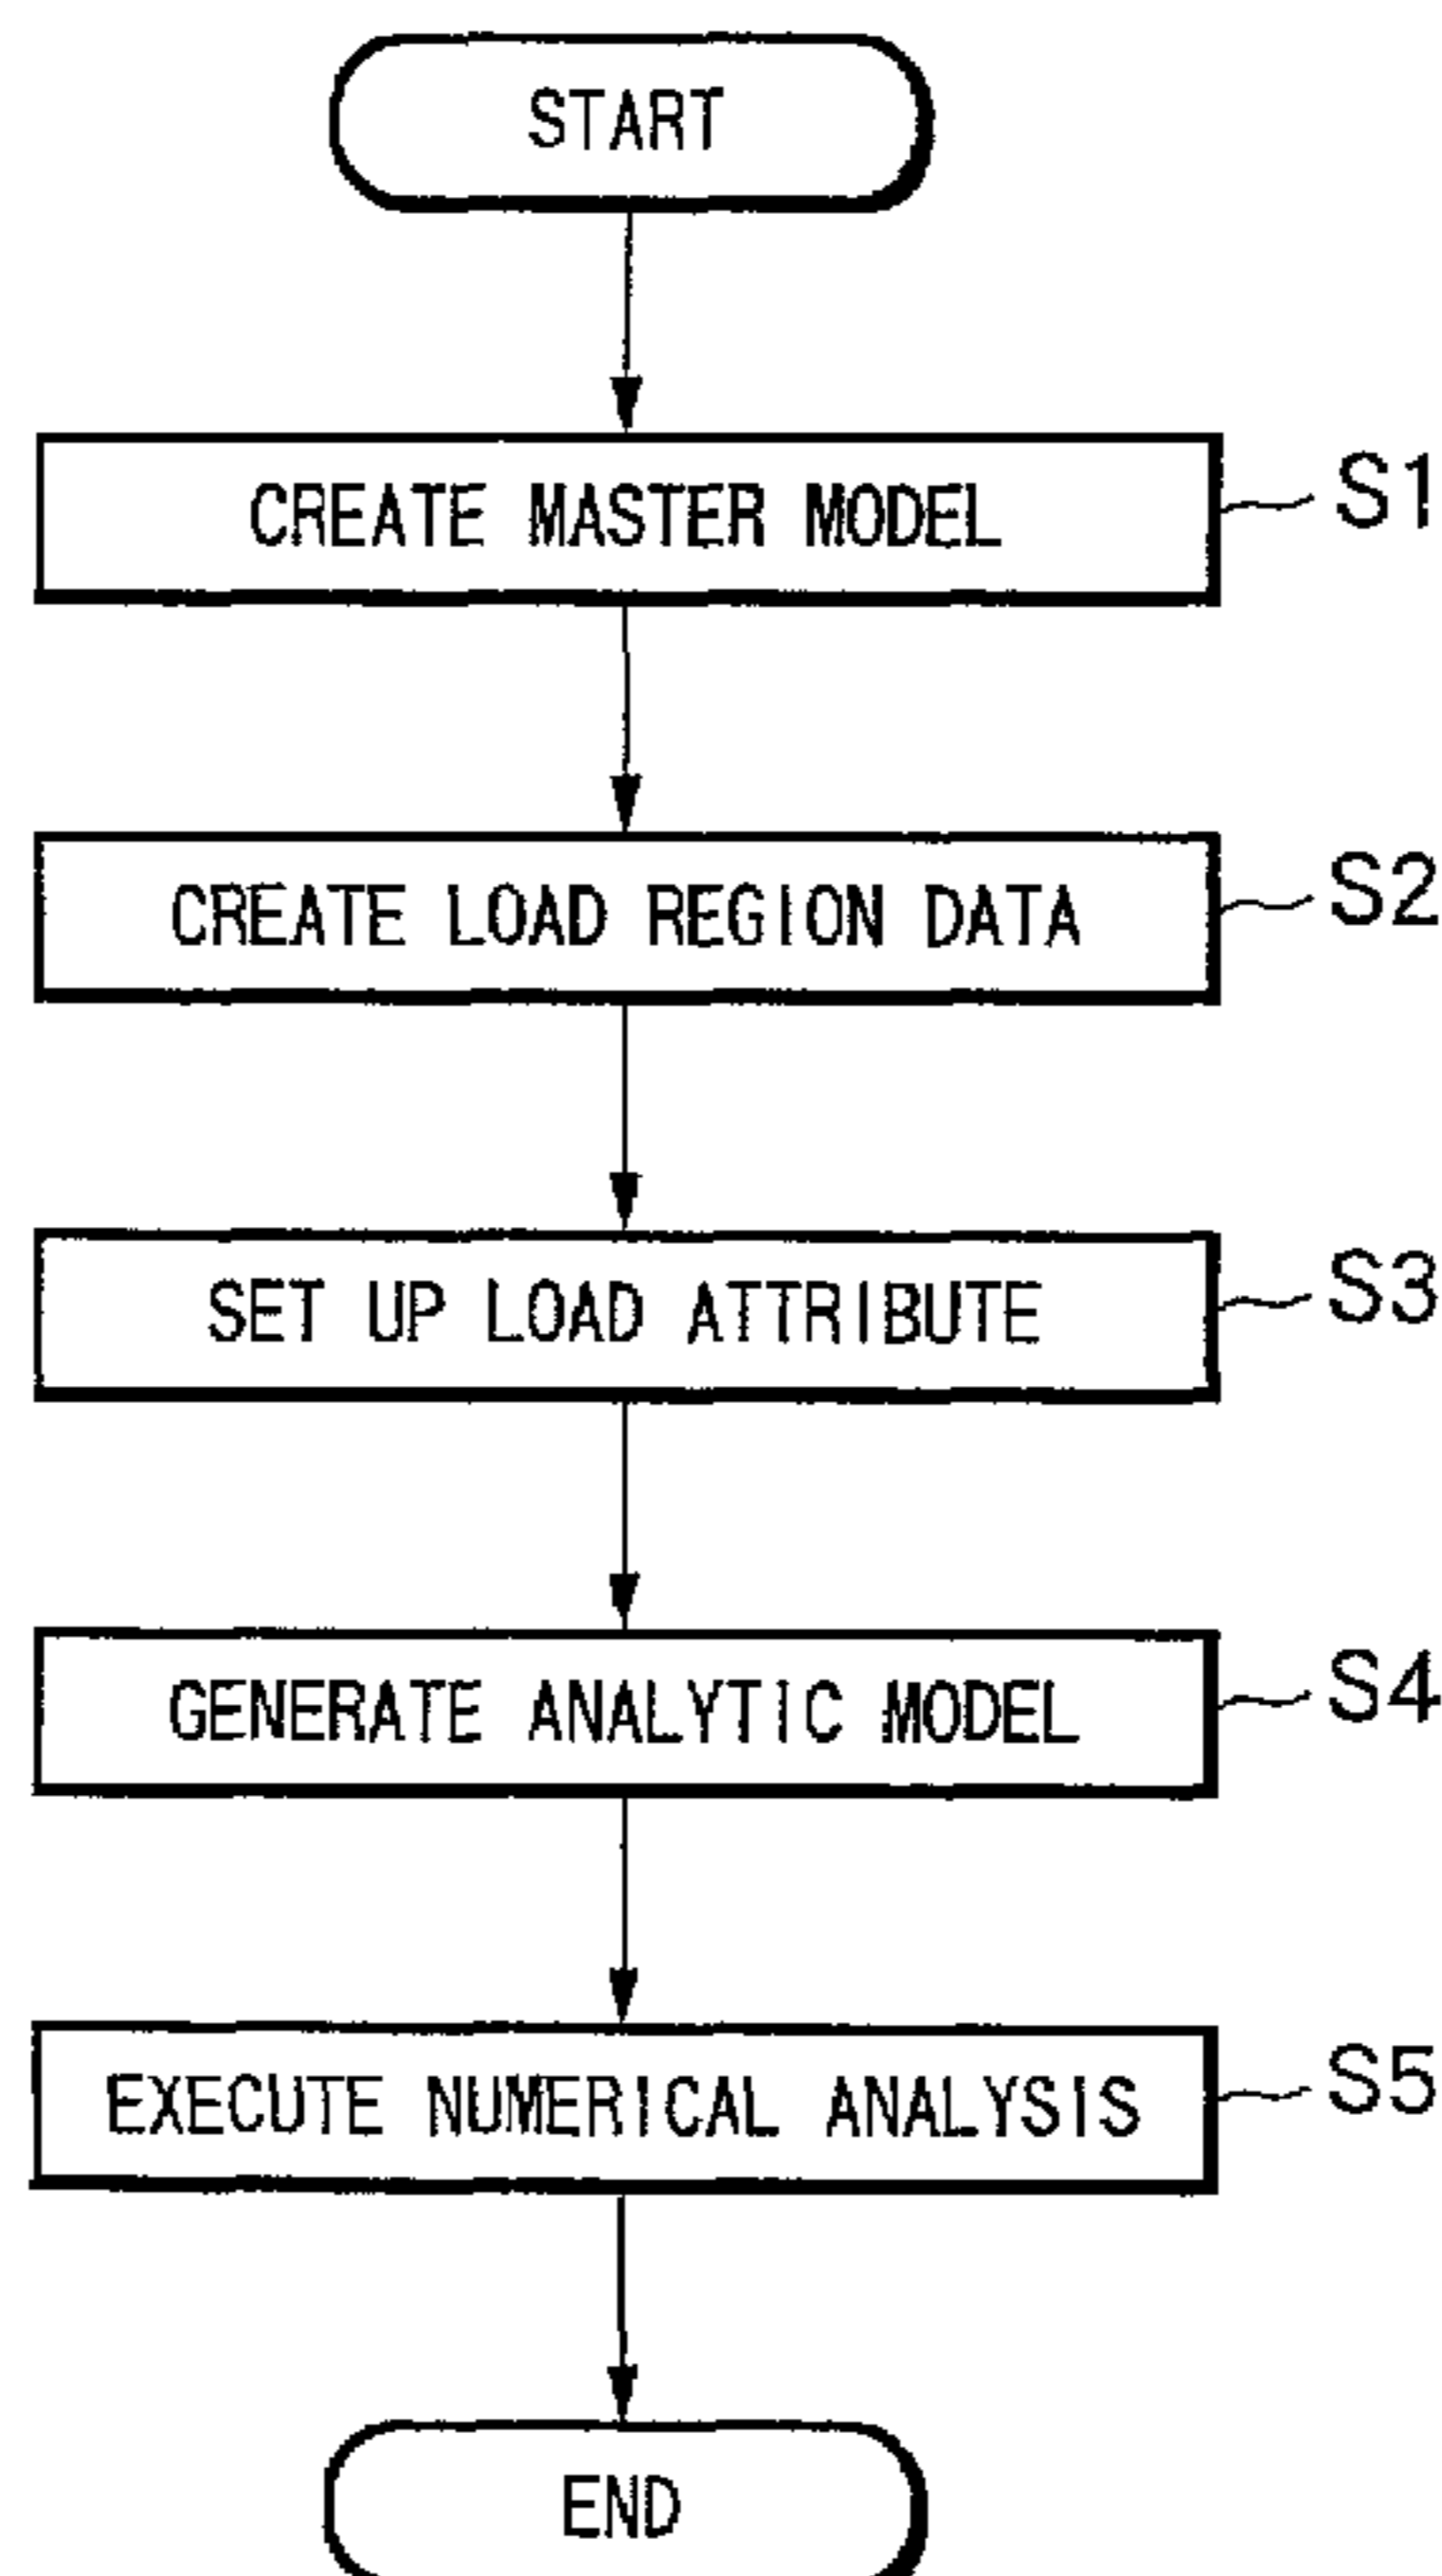 START
CREATE MASTER MODEL
S1
CREATE LOAD REGION DATA
S2
SET UP LOAD ATTRIBUTE
S3
GENERATE ANALYTIC MODEL
S4
EXECUTE NUMERICAL ANALYSIS
S5
END